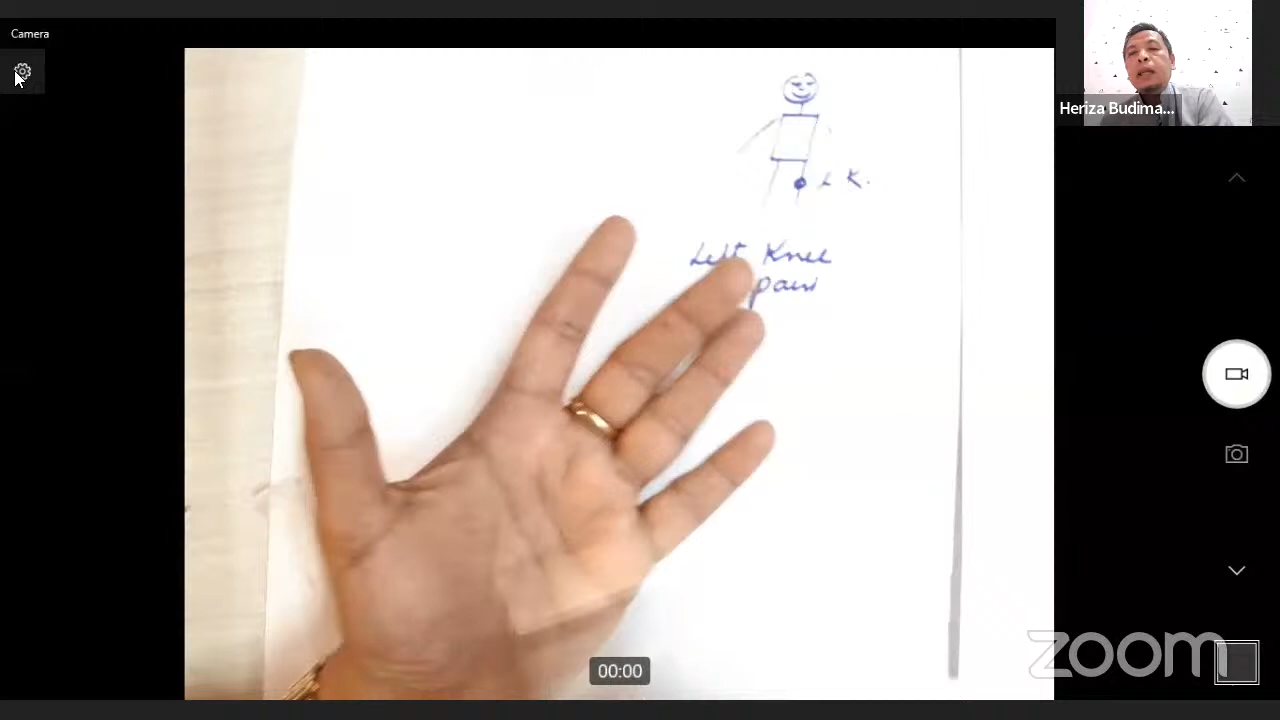 Camera
Heriza Budima...
L K.
Left Knee
pain
00:00
zoom